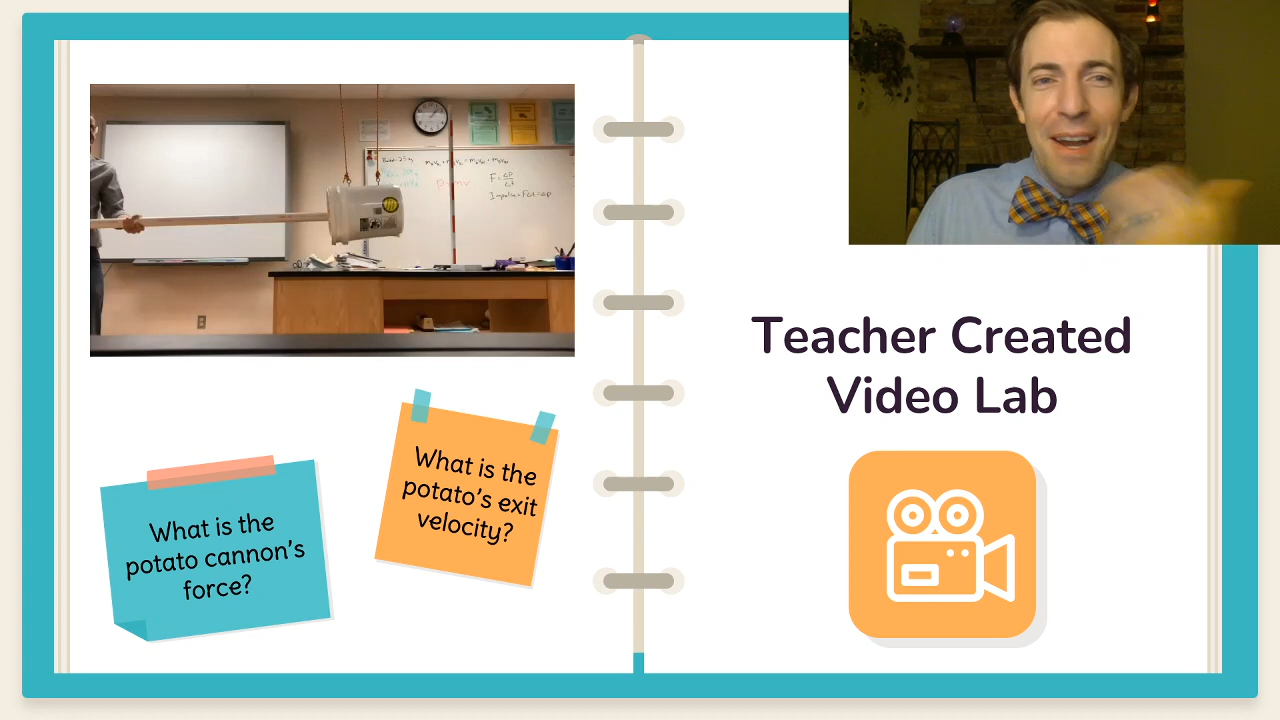 F = Δp
Δt
Impulse = FΔt = Δp
What is the
potato cannon's
force?
What is the
potato's exit
velocity?
Teacher Created
Video Lab